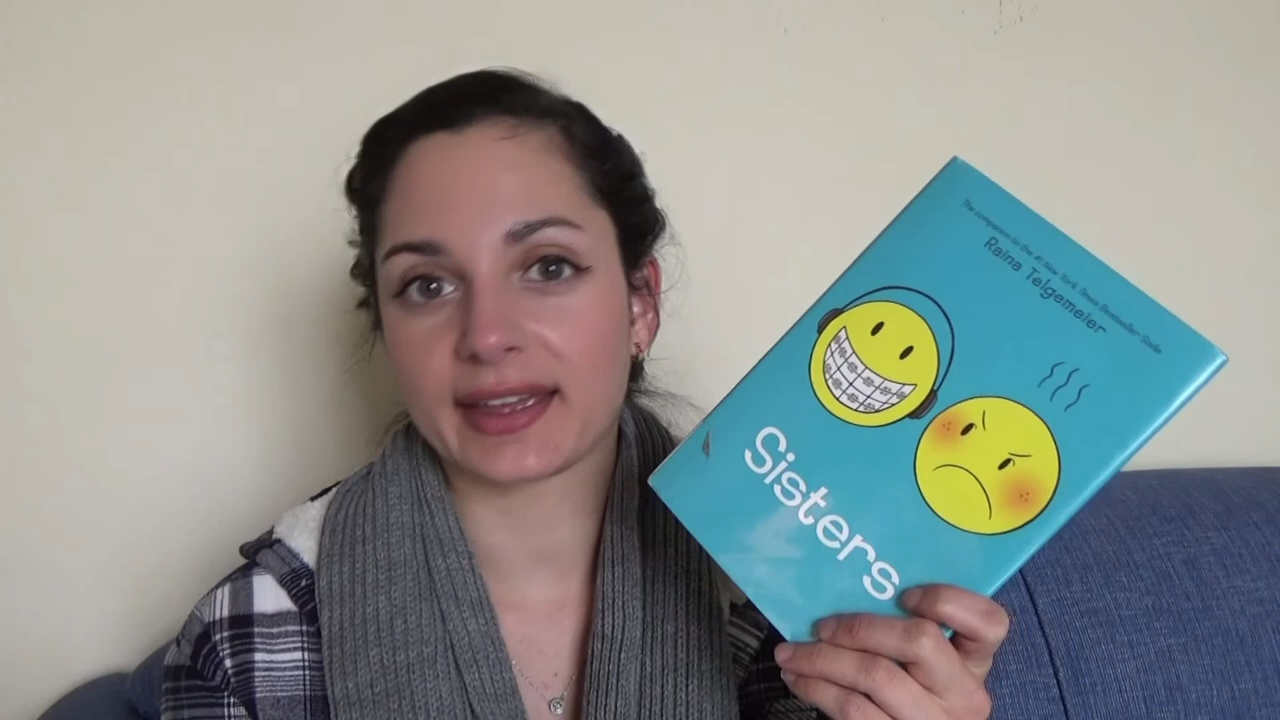 The companion to the #1 New York Times Bestseller Smile
Raina Telgemeier
Sisters